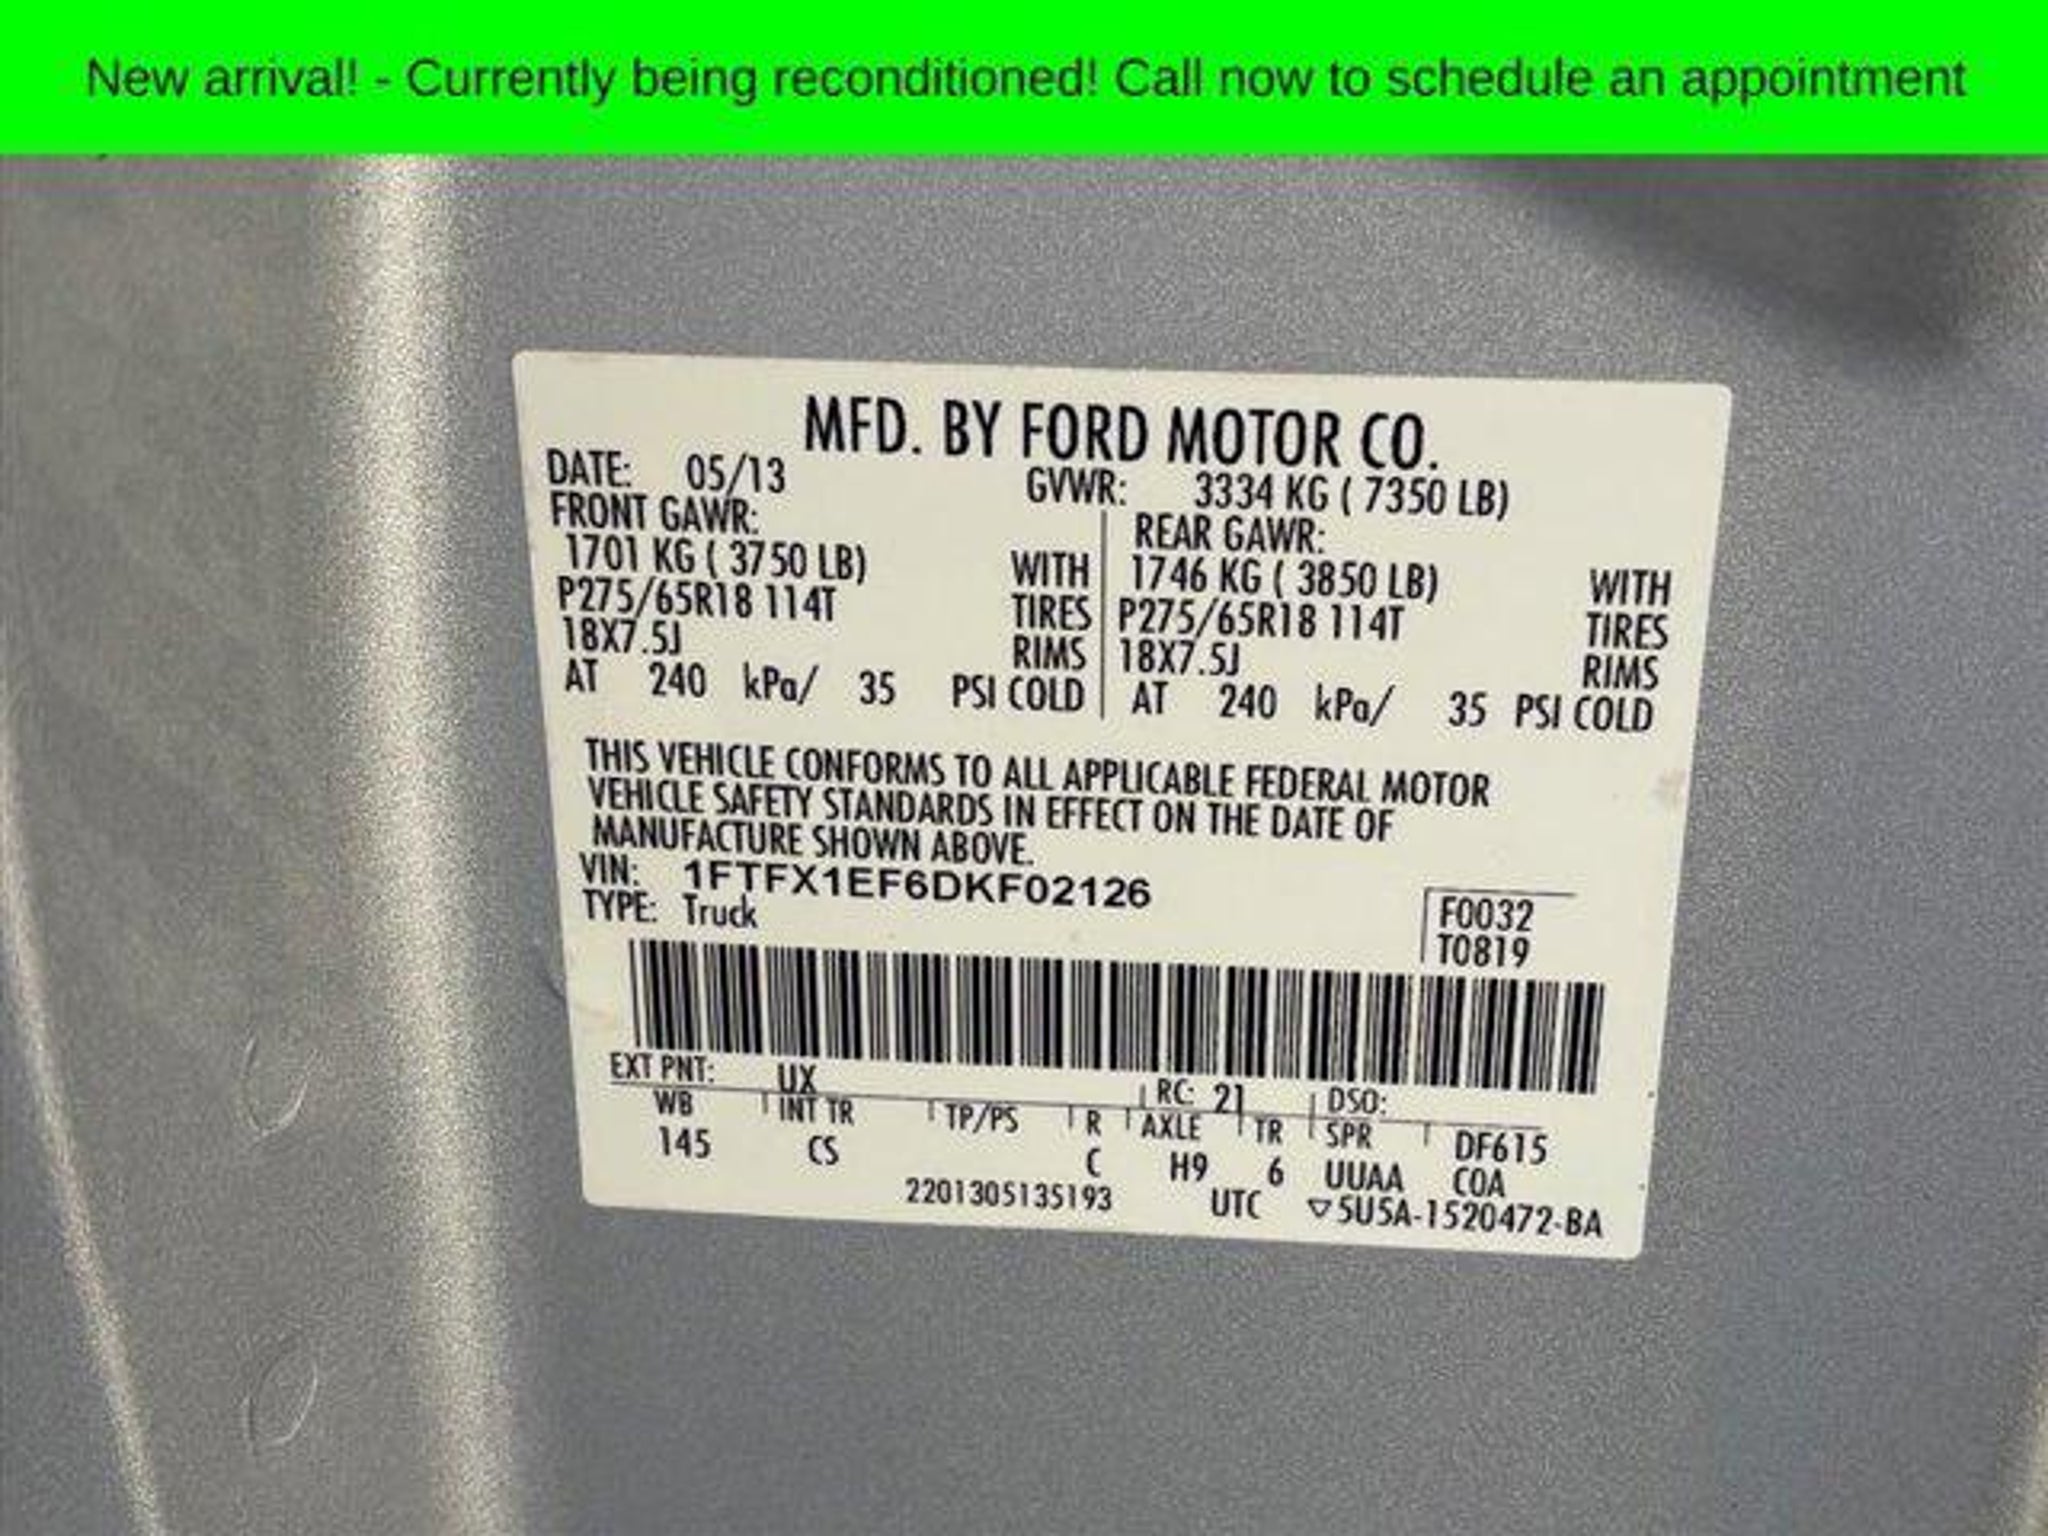 New arrival! - Currently being reconditioned! Call now to schedule an appointment
MFD. BY FORD MOTOR CO.
DATE: 05/13 GVWR: 3334 KG ( 7350 LB)
FRONT GAWR: REAR GAWR:
1701 KG ( 3750 LB) WITH 1746 KG ( 3850 LB) WITH
P275/65R18 114T TIRES P275/65R18 114T TIRES
18X7.5J RIMS 18X7.5J RIMS
AT 240 kPa/ 35 PSI COLD AT 240 kPa/ 35 PSI COLD
THIS VEHICLE CONFORMS TO ALL APPLICABLE FEDERAL MOTOR
VEHICLE SAFETY STANDARDS IN EFFECT ON THE DATE OF
MANUFACTURE SHOWN ABOVE.
VIN: 1FTFX1EF6DKF02126
TYPE: Truck F0032
T0819
EXT PNT: UX RC: 21 DSO:
WB INT TR TP/PS R AXLE TR SPR DF615
145 CS C H9 6 UUAA COA
2201305135193 UTC ▽5U5A-1520472-BA